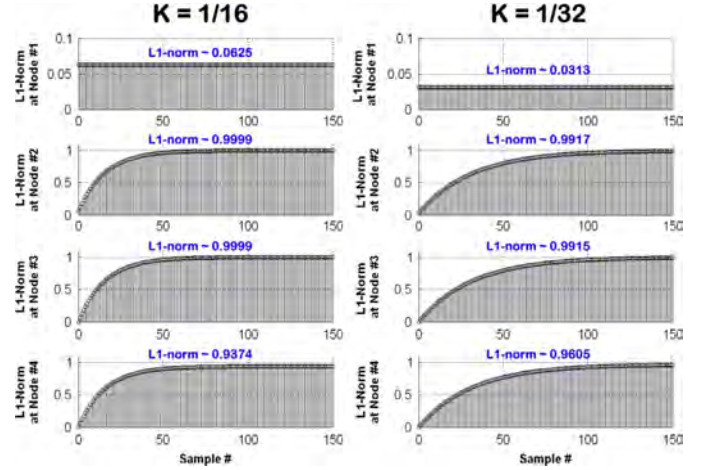 K = 1/16
K = 1/32
L1-Norm
at Node #1
0.1
0.05
0
L1-norm ~ 0.0625
0 50 100 150
L1-Norm
at Node #1
0.1
0.05
0
L1-norm ~ 0.0313
0 50 100 150
L1-Norm
at Node #2
1
0.5
0
L1-norm ~ 0.9999
0 50 100 150
L1-Norm
at Node #2
1
0.5
0
L1-norm ~ 0.9917
0 50 100 150
L1-Norm
at Node #3
1
0.5
0
L1-norm ~ 0.9999
0 50 100 150
L1-Norm
at Node #3
1
0.5
0
L1-norm ~ 0.9915
0 50 100 150
L1-Norm
at Node #4
1
0.5
0
L1-norm ~ 0.9374
0 50 100 150
Sample #
L1-Norm
at Node #4
1
0.5
0
L1-norm ~ 0.9605
0 50 100 150
Sample #